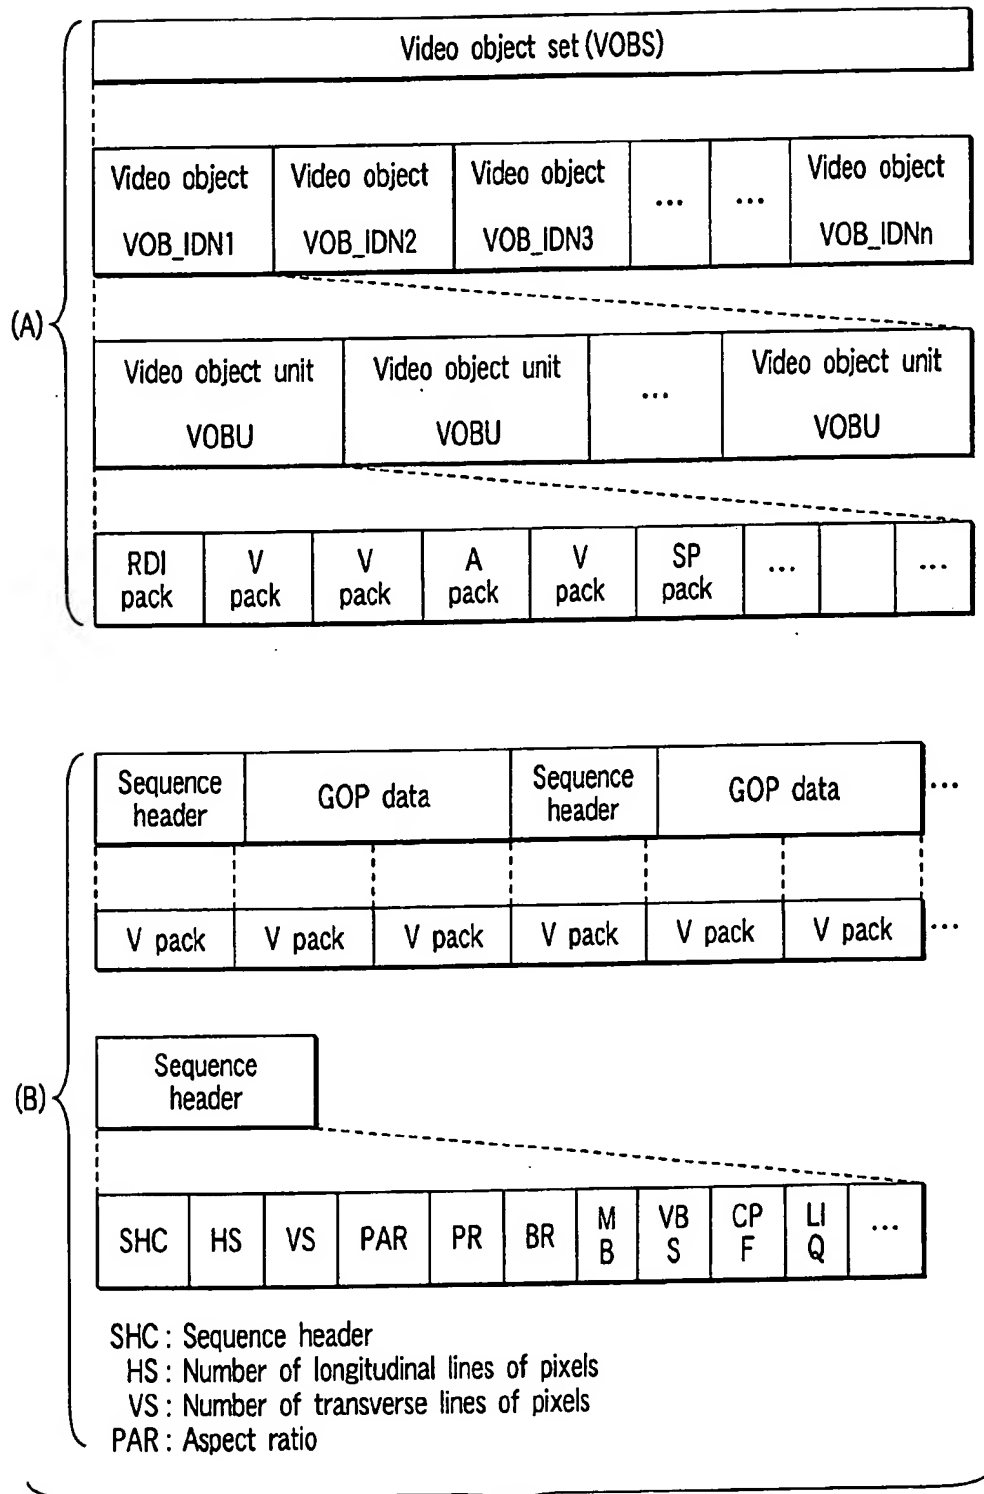 Video object set (VOBS)
Video object Video object Video object ... ... Video object
VOB_IDN1 VOB_IDN2 VOB_IDN3 VOB_IDNn
(A)
Video object unit Video object unit ... Video object unit
VOBU VOBU VOBU
RDI V V A V SP ... ...
pack pack pack pack pack pack
Sequence GOP data Sequence GOP data ...
header header
V pack V pack V pack V pack V pack V pack ...
Sequence
header
(B)
SHC HS VS PAR PR BR M VB CP LI ...
B S F Q
SHC : Sequence header
HS : Number of longitudinal lines of pixels
VS : Number of transverse lines of pixels
PAR : Aspect ratio